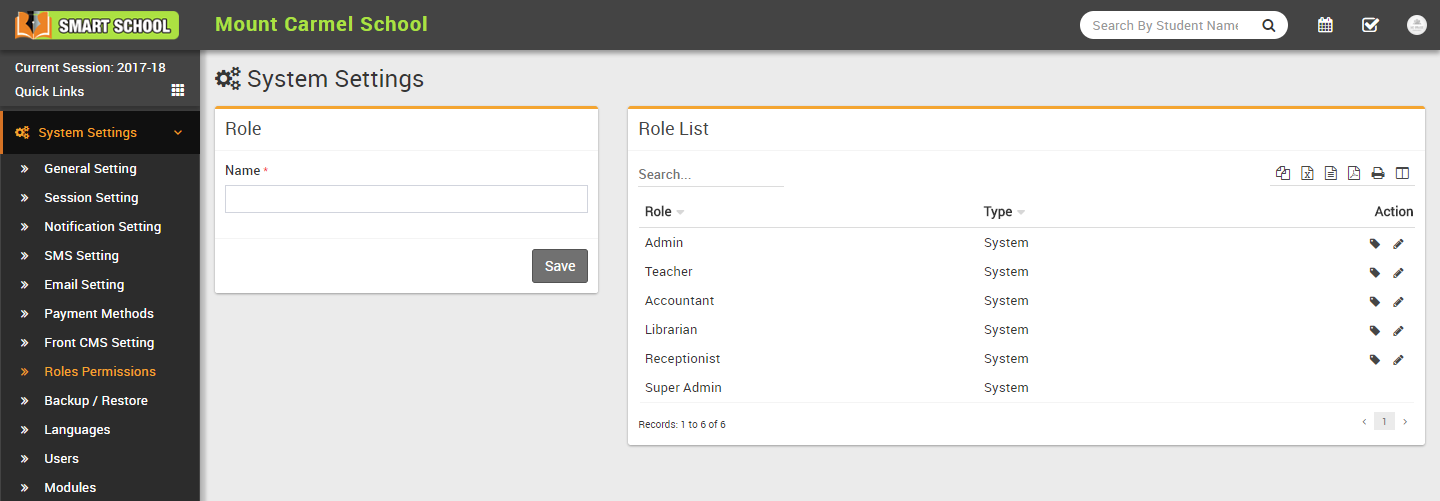 SMART SCHOOL
Mount Carmel School
Search By Student Name
Current Session: 2017-18
Quick Links
System Settings
General Setting
Session Setting
Notification Setting
SMS Setting
Email Setting
Payment Methods
Front CMS Setting
Roles Permissions
Backup / Restore
Languages
Users
Modules
System Settings
Role
Name *
Save
Role List
Search...
Role Type Action
Admin System
Teacher System
Accountant System
Librarian System
Receptionist System
Super Admin System
Records: 1 to 6 of 6
1